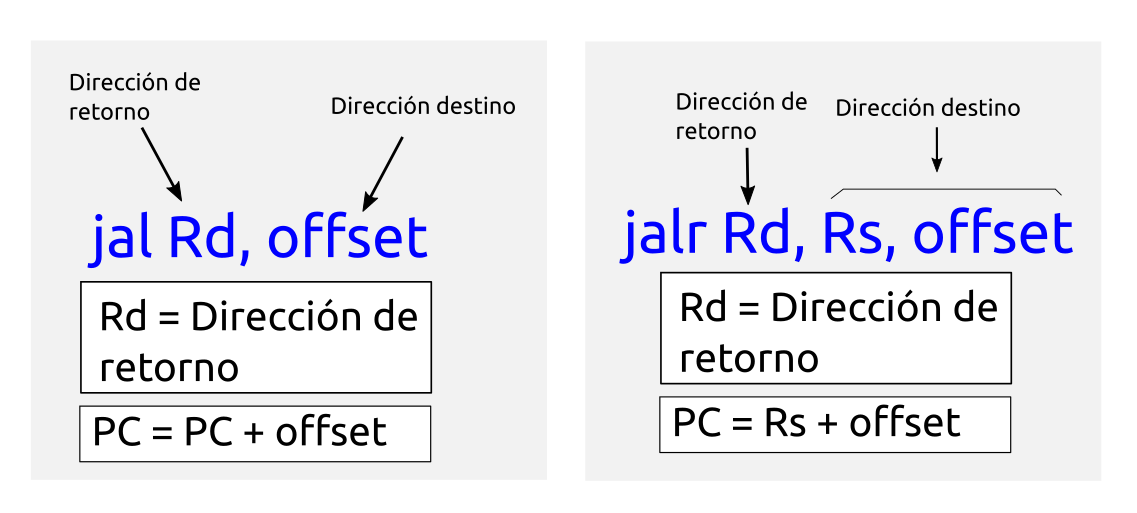 Dirección de
retorno
Dirección destino
jal Rd, offset
Rd = Dirección de
retorno
PC = PC + offset
Dirección de
retorno
Dirección destino
jalr Rd, Rs, offset
Rd = Dirección de
retorno
PC = Rs + offset